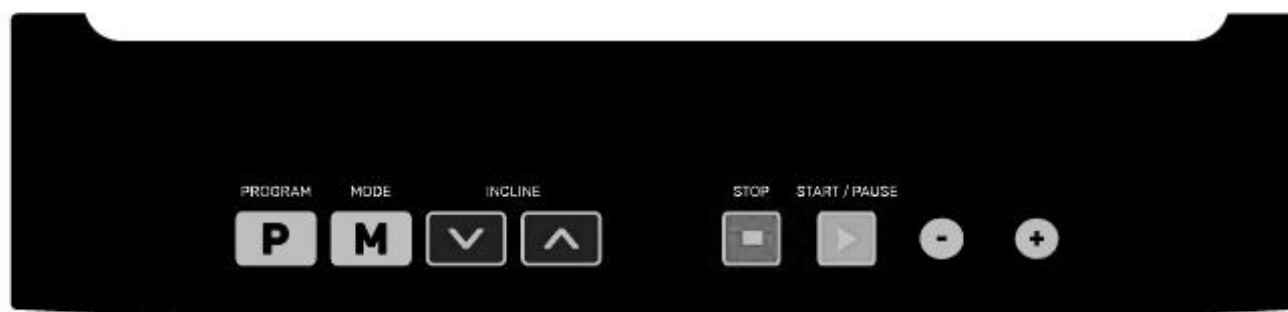 PROGRAM MODE INCLINE STOP START / PAUSE
P M - +